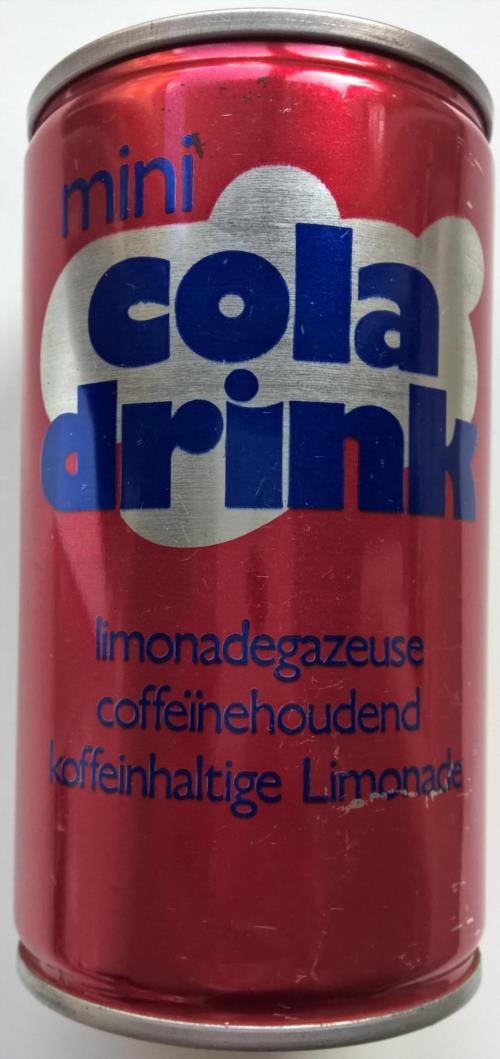 mini
cola
drink
limonadegazeuse
coffeïnehoudend
koffeinhaltige Limonade